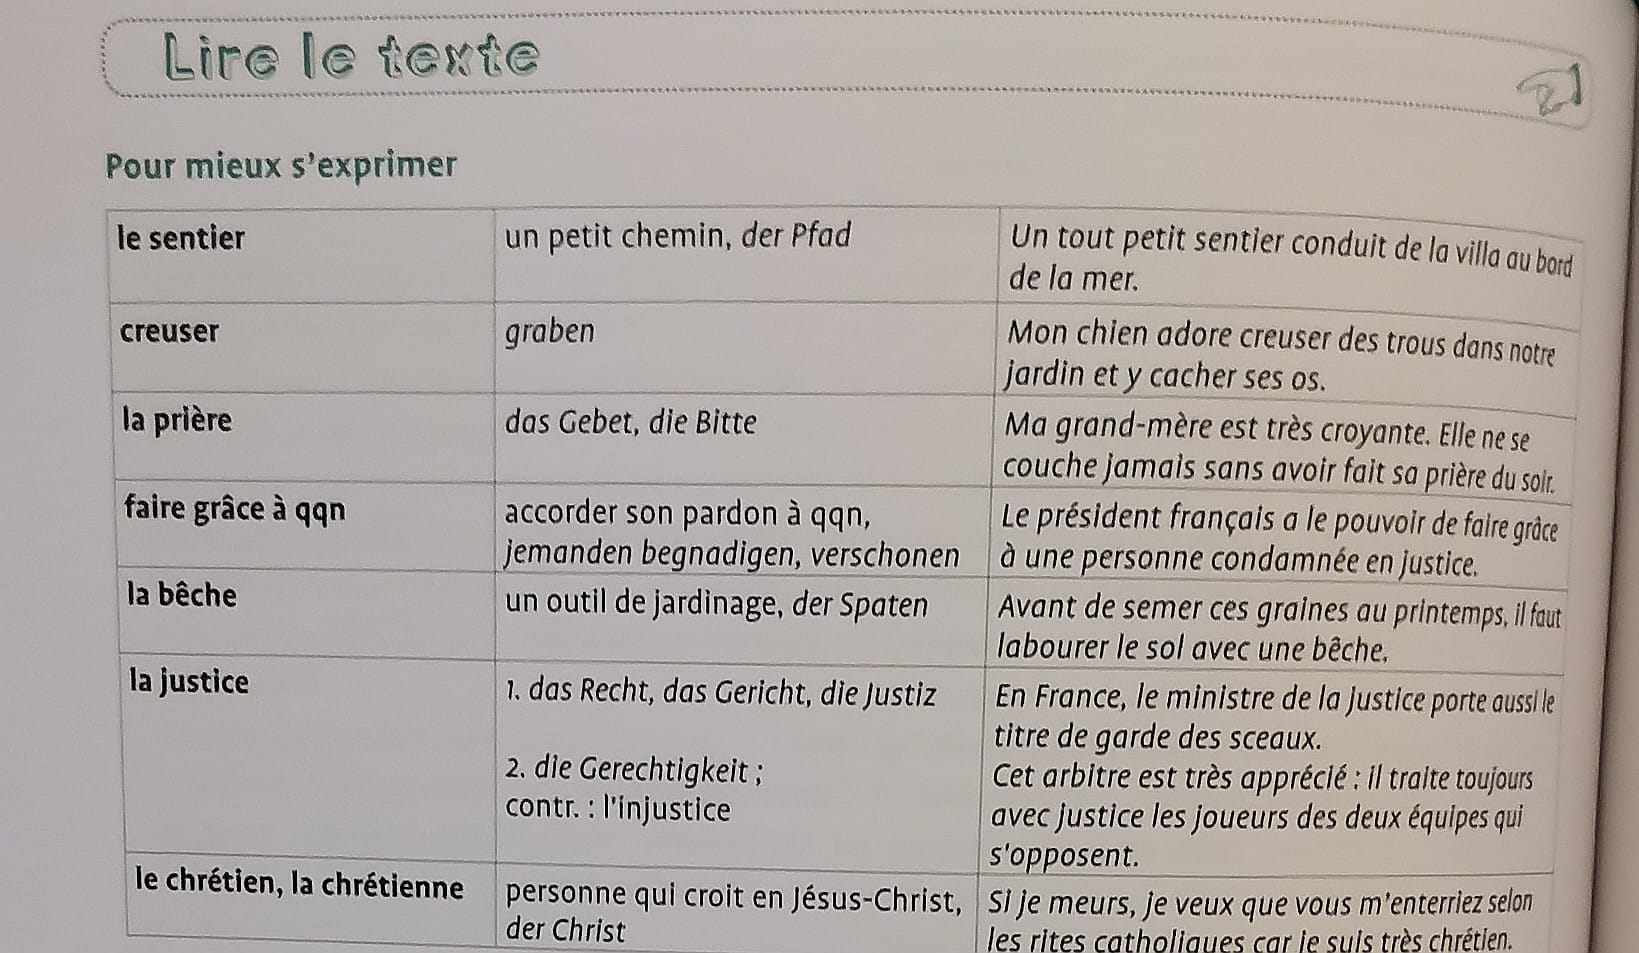 Lire le texte
Pour mieux s'exprimer
le sentier
un petit chemin, der Pfad
Un tout petit sentier conduit de la villa au bord
de la mer.
creuser
graben
Mon chien adore creuser des trous dans notre
jardin et y cacher ses os.
la prière
das Gebet, die Bitte
Ma grand-mère est très croyante. Elle ne se
couche jamais sans avoir fait sa prière du soir.
faire grâce à qqn
accorder son pardon à qqn,
jemanden begnadigen, verschonen
Le président français a le pouvoir de faire grâce
à une personne condamnée en justice.
la bêche
un outil de jardinage, der Spaten
Avant de semer ces graines au printemps, il faut
labourer le sol avec une bêche.
la justice
1. das Recht, das Gericht, die Justiz
2. die Gerechtigkeit ;
contr. : l'injustice
En France, le ministre de la justice porte aussi le
titre de garde des sceaux.
Cet arbitre est très apprécié : il traite toujours
avec justice les joueurs des deux équipes qui
s'opposent.
le chrétien, la chrétienne
personne qui croit en Jésus-Christ,
der Christ
Si je meurs, je veux que vous m'enterriez selon
les rites catholiques car je suis très chrétien.